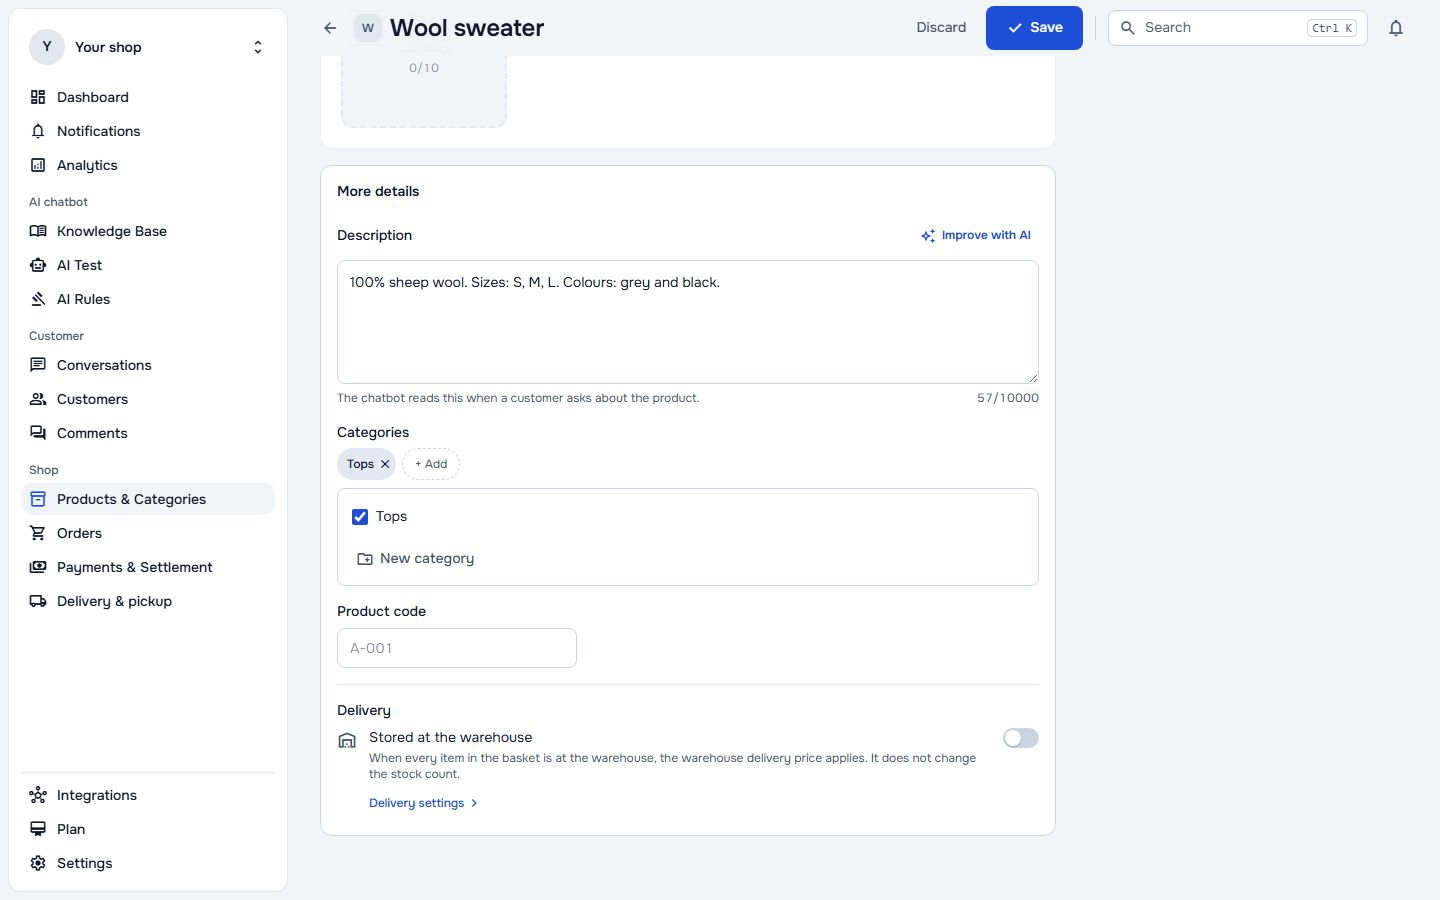 Y
Your shop
Dashboard
Notifications
Analytics
AI chatbot
Knowledge Base
AI Test
AI Rules
Customer
Conversations
Customers
Comments
Shop
Products & Categories
Orders
Payments & Settlement
Delivery & pickup
Integrations
Plan
Settings
W
Wool sweater
Discard
Save
Search
Ctrl K
0/10
More details
Description
Improve with AI
100% sheep wool. Sizes: S, M, L. Colours: grey and black.
The chatbot reads this when a customer asks about the product.
57/10000
Categories
Tops
+ Add
Tops
New category
Product code
A-001
Delivery
Stored at the warehouse
When every item in the basket is at the warehouse, the warehouse delivery price applies. It does not change
the stock count.
Delivery settings